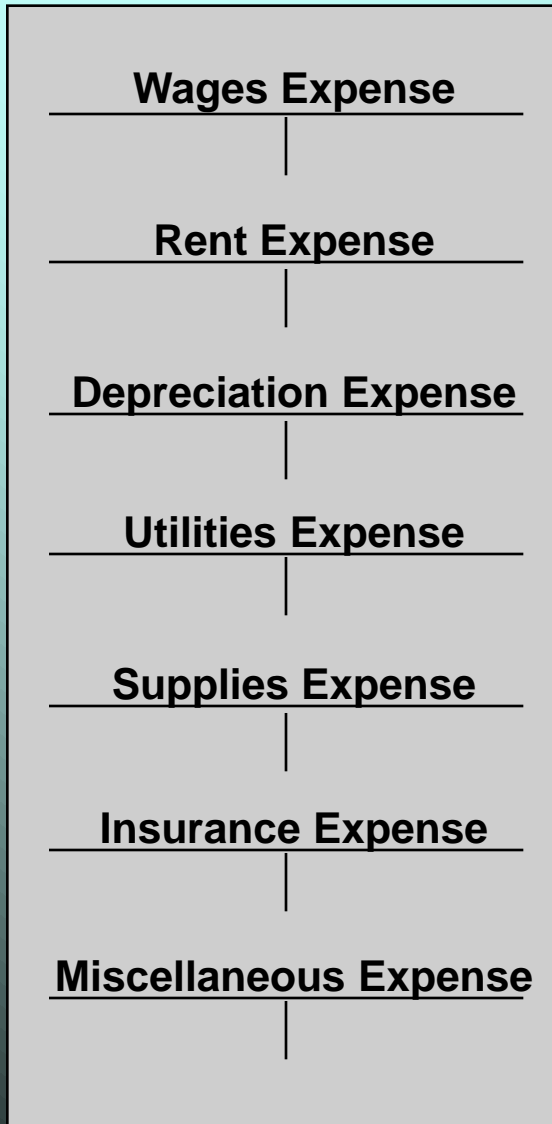 Wages Expense
Rent Expense
Depreciation Expense
Utilities Expense
Supplies Expense
Insurance Expense
Miscellaneous Expense